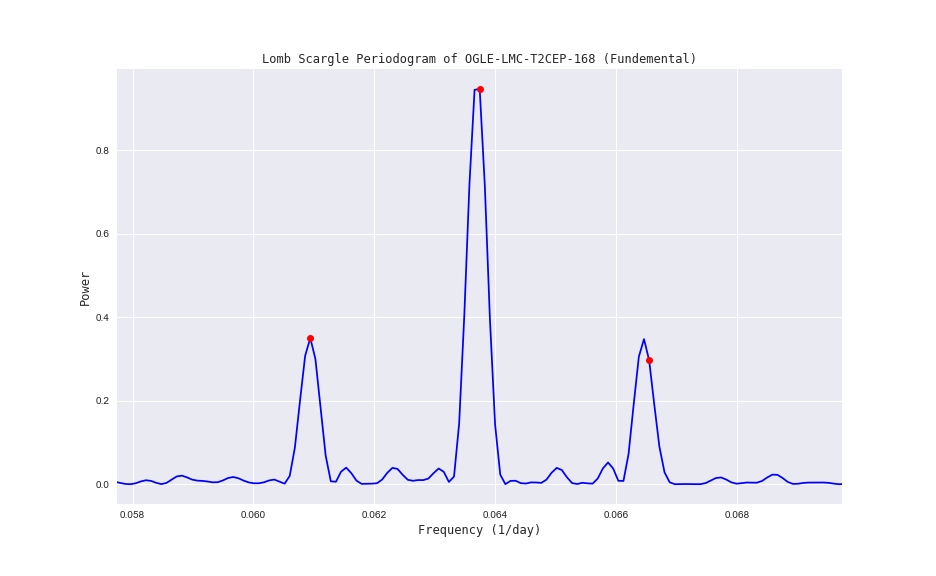 Lomb Scargle Periodogram of OGLE-LMC-T2CEP-168 (Fundemental)
0.8
0.6
0.4
0.2
0.0
Power
0.058 0.060 0.062 0.064 0.066 0.068
Frequency (1/day)